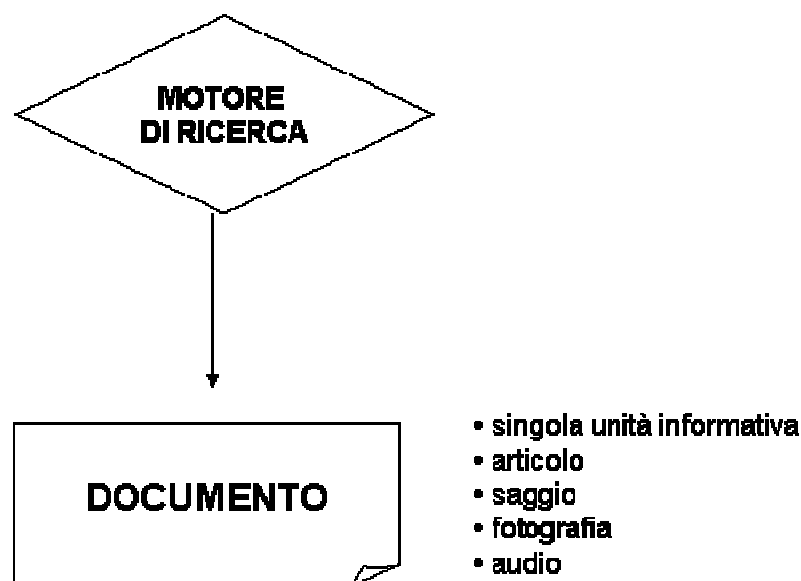 MOTORE
DI RICERCA
DOCUMENTO
• singola unità informativa
• articolo
• saggio
• fotografia
• audio